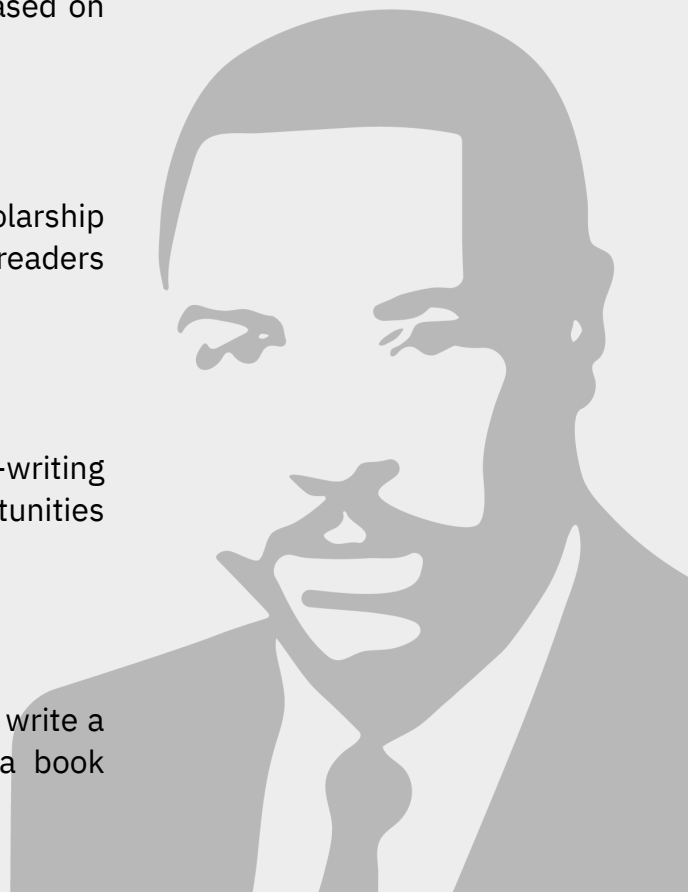 ased on
olarship
readers
-writing
tunities
write a
a book